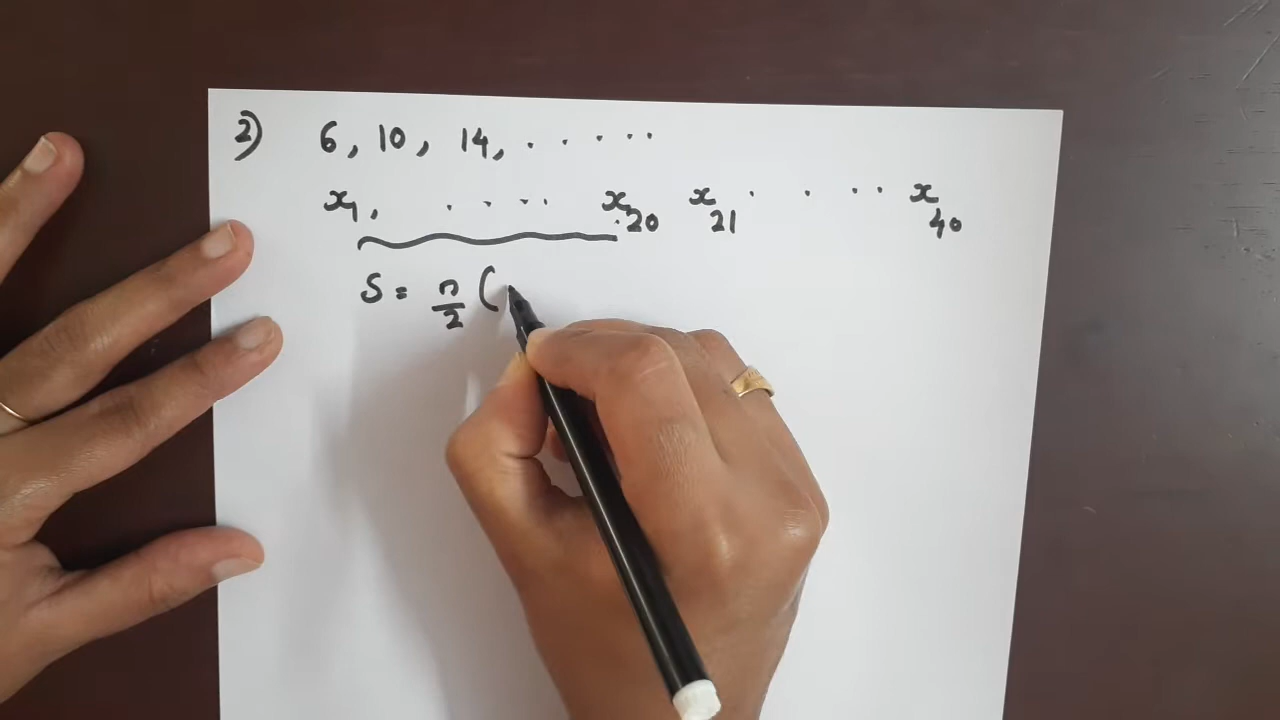 2) 6, 10, 14, . . . . .
x₁, . . . . x₂₀ x₂₁ . . . . x₄₀
S = n/2 (